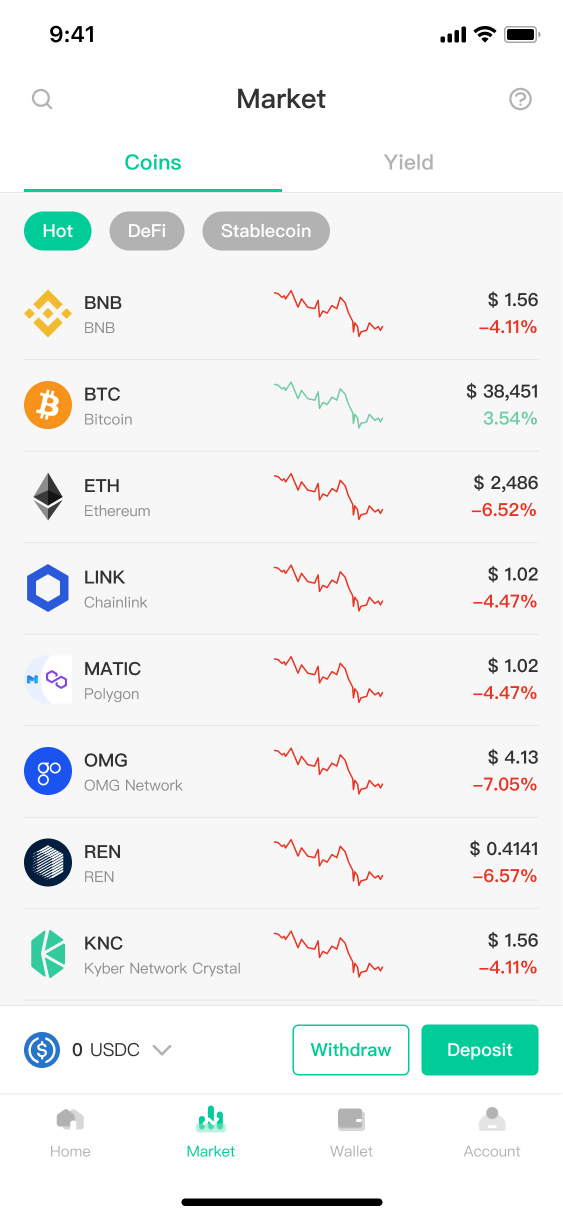 9:41
Market
Coins
Yield
Hot
DeFi
Stablecoin
BNB
$ 1.56
BNB
−4.11%
BTC
$ 38,451
Bitcoin
3.54%
ETH
$ 2,486
Ethereum
−6.52%
LINK
$ 1.02
Chainlink
−4.47%
MATIC
$ 1.02
Polygon
−4.47%
OMG
$ 4.13
OMG Network
−7.05%
REN
$ 0.4141
REN
−6.57%
KNC
$ 1.56
Kyber Network Crystal
−4.11%
0 USDC
Withdraw
Deposit
Home
Market
Wallet
Account